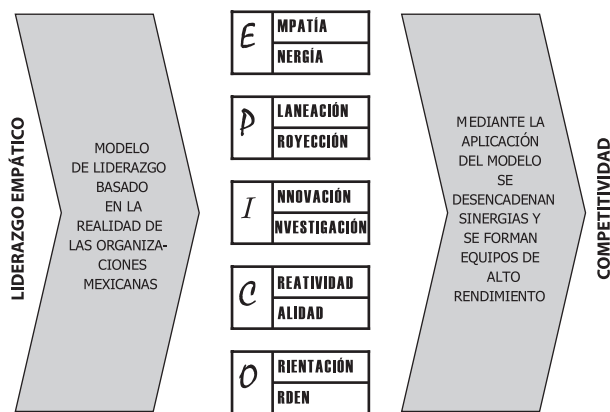 LIDERAZGO EMPÁTICO
MODELO
DE LIDERAZGO
BASADO
EN LA
REALIDAD DE
LAS ORGANIZA-
CIONES
MEXICANAS
E
MPATÍA
NERGÍA
P
LANEACIÓN
ROYECCIÓN
I
NNOVACIÓN
NVESTIGACIÓN
C
REATIVIDAD
ALIDAD
O
RIENTACIÓN
RDEN
MEDIANTE LA
APLICACIÓN
DEL MODELO
SE
DESENCADENAN
SINERGIAS Y
SE FORMAN
EQUIPOS DE
ALTO
RENDIMIENTO
COMPETITIVIDAD